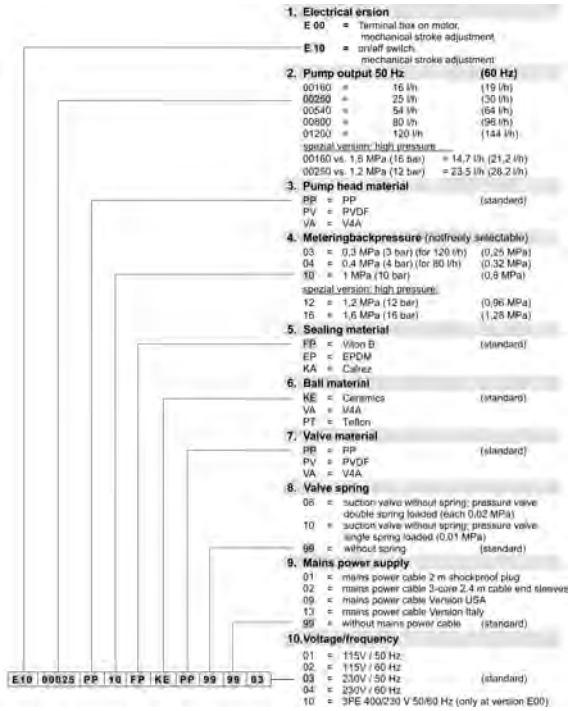 1. Electrical ersion
E 00 = Terminal box on motor,
mechanical stroke adjustment
E 10 = on/off switch,
mechanical stroke adjustment
2. Pump output 50 Hz (60 Hz)
00160 = 16 l/h (19 l/h)
00250 = 25 l/h (30 l/h)
00540 = 54 l/h (64 l/h)
00800 = 80 l/h (96 l/h)
01200 = 120 l/h (144 l/h)
spezial version: high pressure
00160 vs. 1,6 MPa (16 bar) = 14,7 l/h (21,2 l/h)
00250 vs. 1,2 MPa (12 bar) = 23,5 l/h (28,2 l/h)
3. Pump head material
PP = PP (standard)
PV = PVDF
VA = V4A
4. Meteringbackpressure (notfreely selectable)
03 = 0,3 MPa (3 bar) (for 120 l/h) (0,25 MPa)
04 = 0,4 MPa (4 bar) (for 80 l/h) (0,32 MPa)
10 = 1 MPa (10 bar) (0,8 MPa)
spezial version: high pressure:
12 = 1,2 MPa (12 bar) (0,96 MPa)
16 = 1,6 MPa (16 bar) (1,28 MPa)
5. Sealing material
FP = Viton B (standard)
EP = EPDM
KA = Calrez
6. Ball material
KE = Ceramics (standard)
VA = V4A
PT = Teflon
7. Valve material
PP = PP (standard)
PV = PVDF
VA = V4A
8. Valve spring
08 = suction valve without spring; pressure valve
double spring loaded (each 0,02 MPa)
10 = suction valve without spring; pressure valve
single spring loaded (0,01 MPa)
99 = without spring (standard)
9. Mains power supply
01 = mains power cable 2 m shockproof plug
02 = mains power cable 3-core 2.4 m cable end sleeves
09 = mains power cable Version USA
13 = mains power cable Version Italy
99 = without mains power cable (standard)
10.Voltage/frequency
01 = 115V / 50 Hz
02 = 115V / 60 Hz
03 = 230V / 50 Hz (standard)
04 = 230V / 60 Hz
10 = 3PE 400/230 V 50/60 Hz (only at version E00)
E10 00025 PP 10 FP KE PP 99 99 03